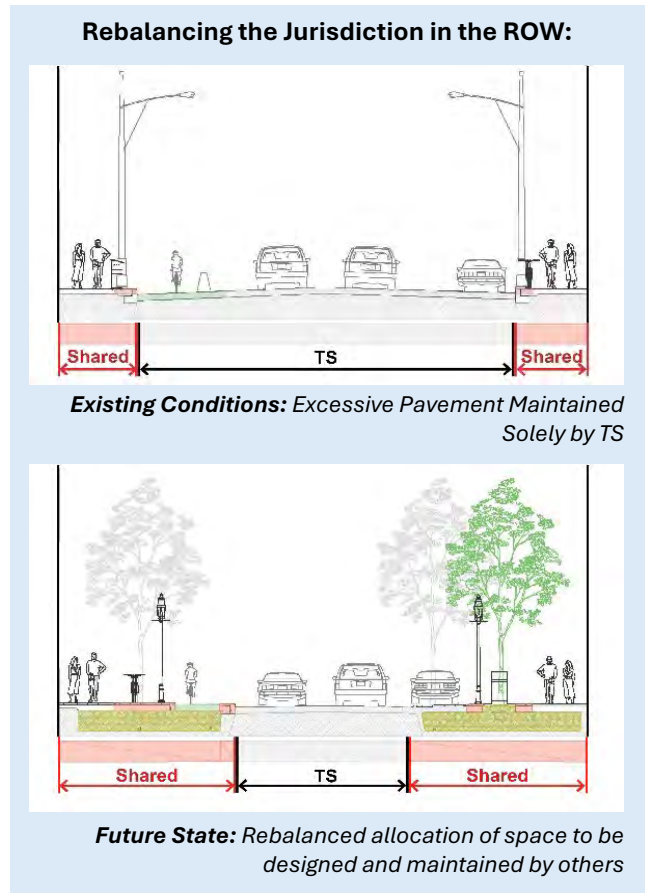 Rebalancing the Jurisdiction in the ROW:
Shared
TS
Shared
Existing Conditions: Excessive Pavement Maintained
Solely by TS
Shared
TS
Shared
Future State: Rebalanced allocation of space to be
designed and maintained by others